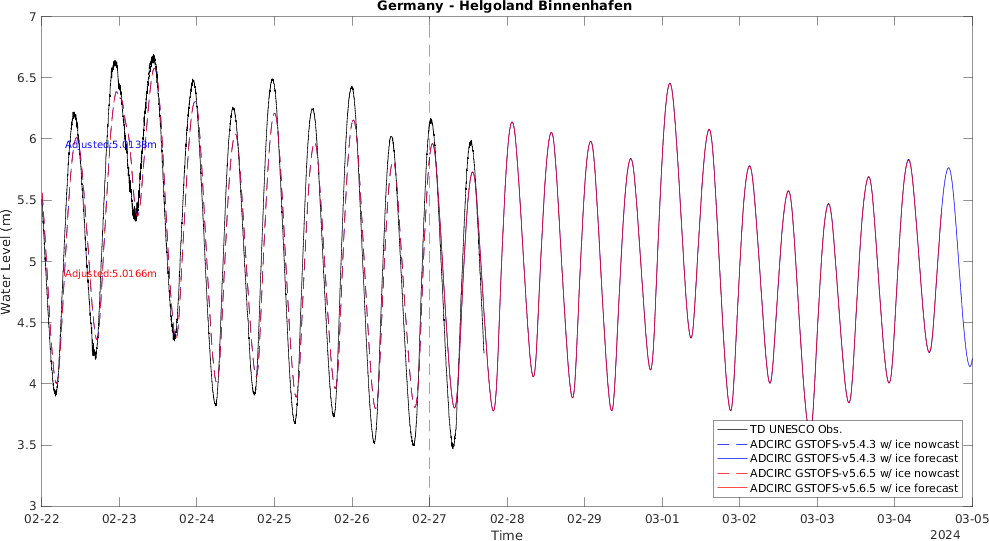 Germany - Helgoland Binnenhafen
7
6.5
6
5.5
5
4.5
4
3.5
3
Water Level (m)
Adjusted:5.0138m
Adjusted:5.0166m
TD UNESCO Obs.
ADCIRC GSTOFS-v5.4.3 w/ ice nowcast
ADCIRC GSTOFS-v5.4.3 w/ ice forecast
ADCIRC GSTOFS-v5.6.5 w/ ice nowcast
ADCIRC GSTOFS-v5.6.5 w/ ice forecast
02-22 02-23 02-24 02-25 02-26 02-27 02-28 02-29 03-01 03-02 03-03 03-04 03-05
Time
2024